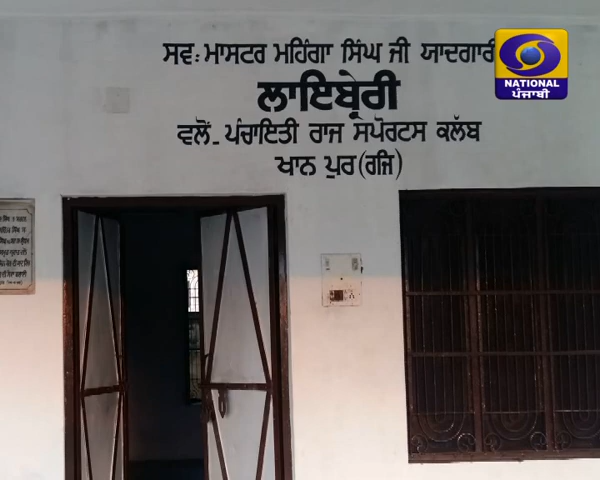 ਸਵ: ਮਾਸਟਰ ਮਹਿੰਗਾ ਸਿੰਘ ਜੀ ਯਾਦਗਾਰੀ
ਲਾਇਬ੍ਰੇਰੀ
ਵਲੋਂ - ਪੰਚਾਇਤੀ ਰਾਜ ਸਪੋਰਟਸ ਕਲੱਬ
ਖਾਨ ਪੁਰ (ਰਜਿ)
NATIONAL
ਪੰਜਾਬੀ